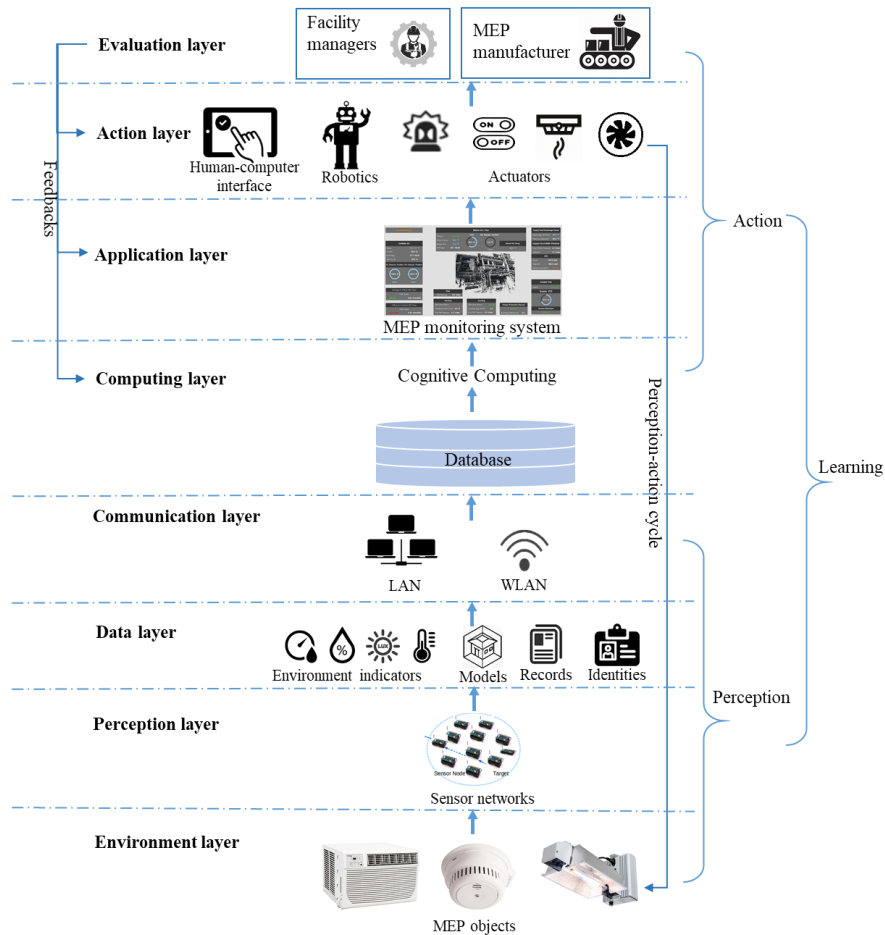 Evaluation layer
Facility
managers
MEP
manufacturer
Action layer
Human-computer
interface
Robotics
ON
OFF
Actuators
Feedbacks
Action
Application layer
MEP monitoring system
Computing layer
Cognitive Computing
Perception-action cycle
Database
Learning
Communication layer
LAN
WLAN
Data layer
%
LUX
Environment indicators
Models
Records
Identities
Perception
Perception layer
Sensor Node
Target
Sensor networks
Environment layer
MEP objects